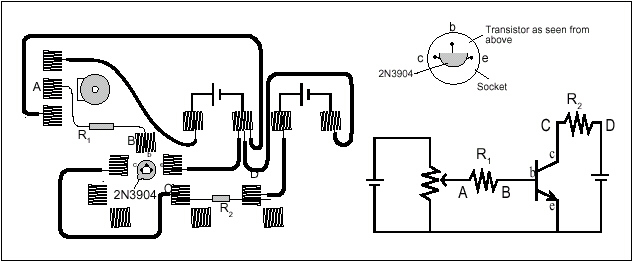 A
R1
B
b
c
e
2N3904
C
R2
D
b
Transistor as seen from
above
c
e
2N3904
Socket
R2
C
D
c
R1
b
A
B
e